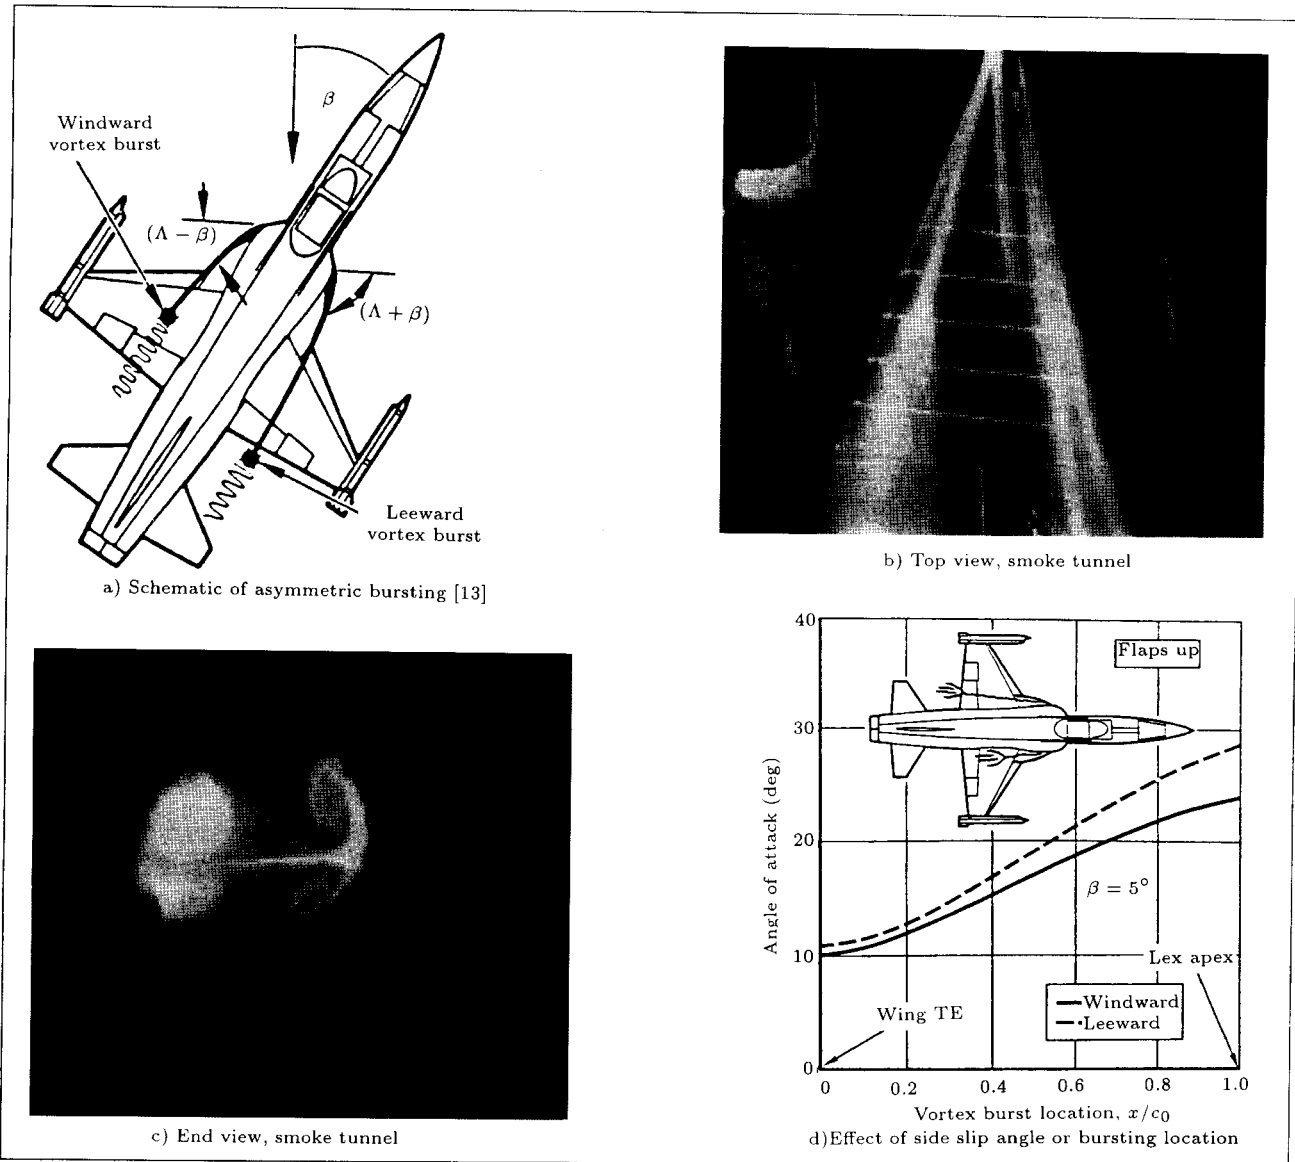 β
Windward
vortex burst
(Λ − β)
(Λ + β)
Leeward
vortex burst
a) Schematic of asymmetric bursting [13]
b) Top view, smoke tunnel
c) End view, smoke tunnel
40
30
20
10
0
Angle of attack (deg)
Flaps up
β = 5°
Lex apex
Wing TE
Windward
Leeward
0
0.2
0.4
0.6
0.8
1.0
Vortex burst location, x/c₀
d)Effect of side slip angle or bursting location